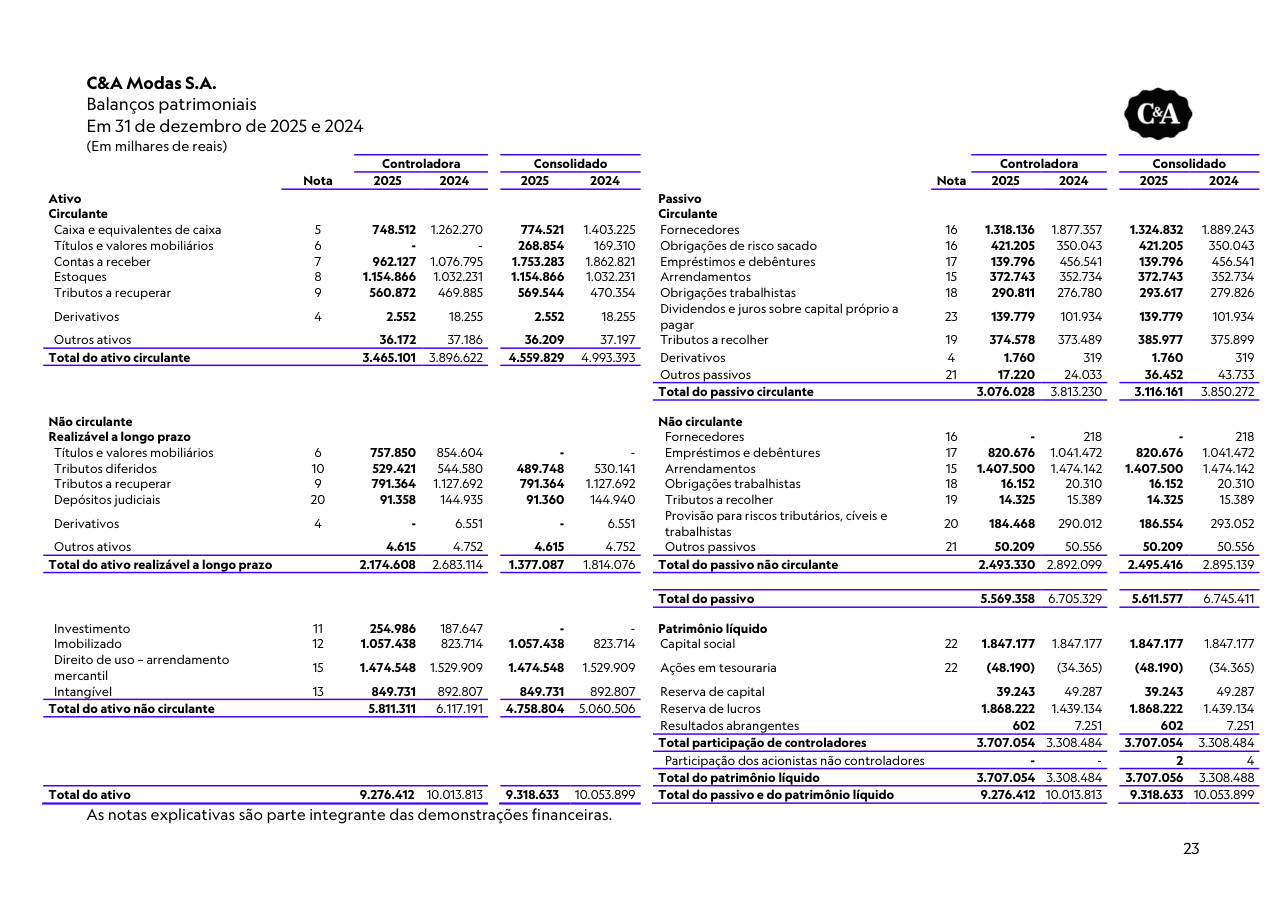 C&A Modas S.A.
Balanços patrimoniais
Em 31 de dezembro de 2025 e 2024
(Em milhares de reais)
C&A
Controladora Consolidado
Nota 2025 2024 2025 2024
Ativo
Circulante
Caixa e equivalentes de caixa 5 748.512 1.262.270 774.521 1.403.225
Títulos e valores mobiliários 6 - - 268.854 169.310
Contas a receber 7 962.127 1.076.795 1.753.283 1.862.821
Estoques 8 1.154.866 1.032.231 1.154.866 1.032.231
Tributos a recuperar 9 560.872 469.885 569.544 470.354
Derivativos 4 2.552 18.255 2.552 18.255
Outros ativos 36.172 37.186 36.209 37.197
Total do ativo circulante 3.465.101 3.896.622 4.559.829 4.993.393
Não circulante
Realizável a longo prazo
Títulos e valores mobiliários 6 757.850 854.604 - -
Tributos diferidos 10 529.421 544.580 489.748 530.141
Tributos a recuperar 9 791.364 1.127.692 791.364 1.127.692
Depósitos judiciais 20 91.358 144.935 91.360 144.940
Derivativos 4 - 6.551 - 6.551
Outros ativos 4.615 4.752 4.615 4.752
Total do ativo realizável a longo prazo 2.174.608 2.683.114 1.377.087 1.814.076
Investimento 11 254.986 187.647 - -
Imobilizado 12 1.057.438 823.714 1.057.438 823.714
Direito de uso – arrendamento
mercantil 15 1.474.548 1.529.909 1.474.548 1.529.909
Intangível 13 849.731 892.807 849.731 892.807
Total do ativo não circulante 5.811.311 6.117.191 4.758.804 5.060.506
Total do ativo 9.276.412 10.013.813 9.318.633 10.053.899
Controladora Consolidado
Nota 2025 2024 2025 2024
Passivo
Circulante
Fornecedores 16 1.318.136 1.877.357 1.324.832 1.889.243
Obrigações de risco sacado 16 421.205 350.043 421.205 350.043
Empréstimos e debêntures 17 139.796 456.541 139.796 456.541
Arrendamentos 15 372.743 352.734 372.743 352.734
Obrigações trabalhistas 18 290.811 276.780 293.617 279.826
Dividendos e juros sobre capital próprio a
pagar 23 139.779 101.934 139.779 101.934
Tributos a recolher 19 374.578 373.489 385.977 375.899
Derivativos 4 1.760 319 1.760 319
Outros passivos 21 17.220 24.033 36.452 43.733
Total do passivo circulante 3.076.028 3.813.230 3.116.161 3.850.272
Não circulante
Fornecedores 16 - 218 - 218
Empréstimos e debêntures 17 820.676 1.041.472 820.676 1.041.472
Arrendamentos 15 1.407.500 1.474.142 1.407.500 1.474.142
Obrigações trabalhistas 18 16.152 20.310 16.152 20.310
Tributos a recolher 19 14.325 15.389 14.325 15.389
Provisão para riscos tributários, cíveis e
trabalhistas 20 184.468 290.012 186.554 293.052
Outros passivos 21 50.209 50.556 50.209 50.556
Total do passivo não circulante 2.493.330 2.892.099 2.495.416 2.895.139
Total do passivo 5.569.358 6.705.329 5.611.577 6.745.411
Patrimônio líquido
Capital social 22 1.847.177 1.847.177 1.847.177 1.847.177
Ações em tesouraria 22 (48.190) (34.365) (48.190) (34.365)
Reserva de capital 39.243 49.287 39.243 49.287
Reserva de lucros 1.868.222 1.439.134 1.868.222 1.439.134
Resultados abrangentes 602 7.251 602 7.251
Total participação de controladores 3.707.054 3.308.484 3.707.054 3.308.484
Participação dos acionistas não controladores - - 2 4
Total do patrimônio líquido 3.707.054 3.308.484 3.707.056 3.308.488
Total do passivo e do patrimônio líquido 9.276.412 10.013.813 9.318.633 10.053.899
As notas explicativas são parte integrante das demonstrações financeiras.
23